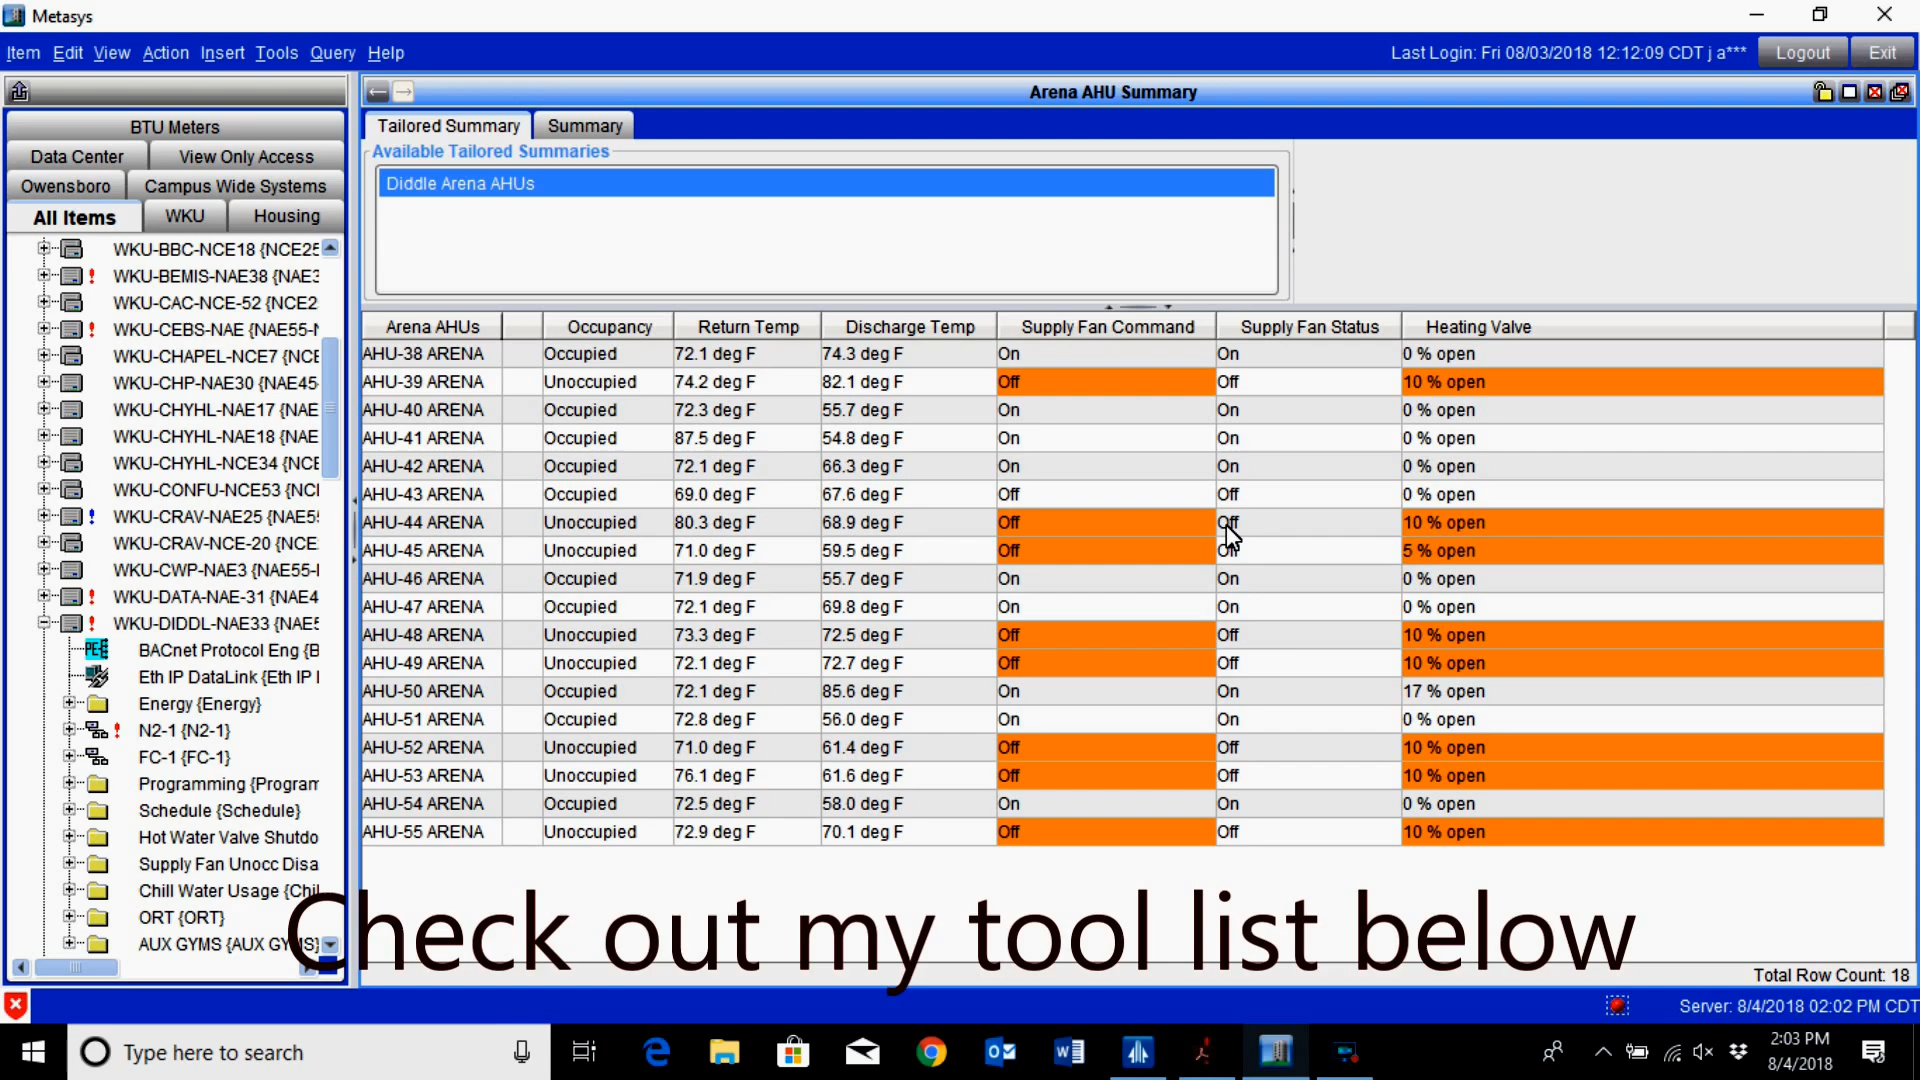 Metasys
Item Edit View Action Insert Tools Query Help
Last Login: Fri 08/03/2018 12:12:09 CDT j a*** Logout Exit
Arena AHU Summary
BTU Meters
Data Center View Only Access
Owensboro Campus Wide Systems
All Items WKU Housing
WKU-BBC-NCE18 {NCE25
WKU-BEMIS-NAE38 {NAE3
WKU-CAC-NCE-52 {NCE2
WKU-CEBS-NAE {NAE55-N
WKU-CHAPEL-NCE7 {NCE
WKU-CHP-NAE30 {NAE45
WKU-CHYHL-NAE17 {NAE
WKU-CHYHL-NAE18 {NAE
WKU-CHYHL-NCE34 {NCE
WKU-CONFU-NCE53 {NCI
WKU-CRAV-NAE25 {NAE5
WKU-CRAV-NCE-20 {NCE
WKU-CWP-NAE3 {NAE55-I
WKU-DATA-NAE-31 {NAE4
WKU-DIDDL-NAE33 {NAE5
BACnet Protocol Eng {B
Eth IP DataLink {Eth IP I
Energy {Energy}
N2-1 {N2-1}
FC-1 {FC-1}
Programming {Program
Schedule {Schedule}
Hot Water Valve Shutdo
Supply Fan Unocc Disa
Chill Water Usage {Chil
ORT {ORT}
AUX GYMS {AUX GYMS}
Tailored Summary Summary
Available Tailored Summaries
Diddle Arena AHUs
Arena AHUs Occupancy Return Temp Discharge Temp Supply Fan Command Supply Fan Status Heating Valve
AHU-38 ARENA Occupied 72.1 deg F 74.3 deg F On On 0 % open
AHU-39 ARENA Unoccupied 74.2 deg F 82.1 deg F Off Off 10 % open
AHU-40 ARENA Occupied 72.3 deg F 55.7 deg F On On 0 % open
AHU-41 ARENA Occupied 87.5 deg F 54.8 deg F On On 0 % open
AHU-42 ARENA Occupied 72.1 deg F 66.3 deg F On On 0 % open
AHU-43 ARENA Occupied 69.0 deg F 67.6 deg F Off Off 0 % open
AHU-44 ARENA Unoccupied 80.3 deg F 68.9 deg F Off Off 10 % open
AHU-45 ARENA Unoccupied 71.0 deg F 59.5 deg F Off Off 5 % open
AHU-46 ARENA Occupied 71.9 deg F 55.7 deg F On On 0 % open
AHU-47 ARENA Occupied 72.1 deg F 69.8 deg F On On 0 % open
AHU-48 ARENA Unoccupied 73.3 deg F 72.5 deg F Off Off 10 % open
AHU-49 ARENA Unoccupied 72.1 deg F 72.7 deg F Off Off 10 % open
AHU-50 ARENA Occupied 72.1 deg F 85.6 deg F On On 17 % open
AHU-51 ARENA Occupied 72.8 deg F 56.0 deg F On On 0 % open
AHU-52 ARENA Unoccupied 71.0 deg F 61.4 deg F Off Off 10 % open
AHU-53 ARENA Unoccupied 76.1 deg F 61.6 deg F Off Off 10 % open
AHU-54 ARENA Occupied 72.5 deg F 58.0 deg F On On 0 % open
AHU-55 ARENA Unoccupied 72.9 deg F 70.1 deg F Off Off 10 % open
Check out my tool list below
Total Row Count: 18
Server: 8/4/2018 02:02 PM CDT
Type here to search
2:03 PM
8/4/2018